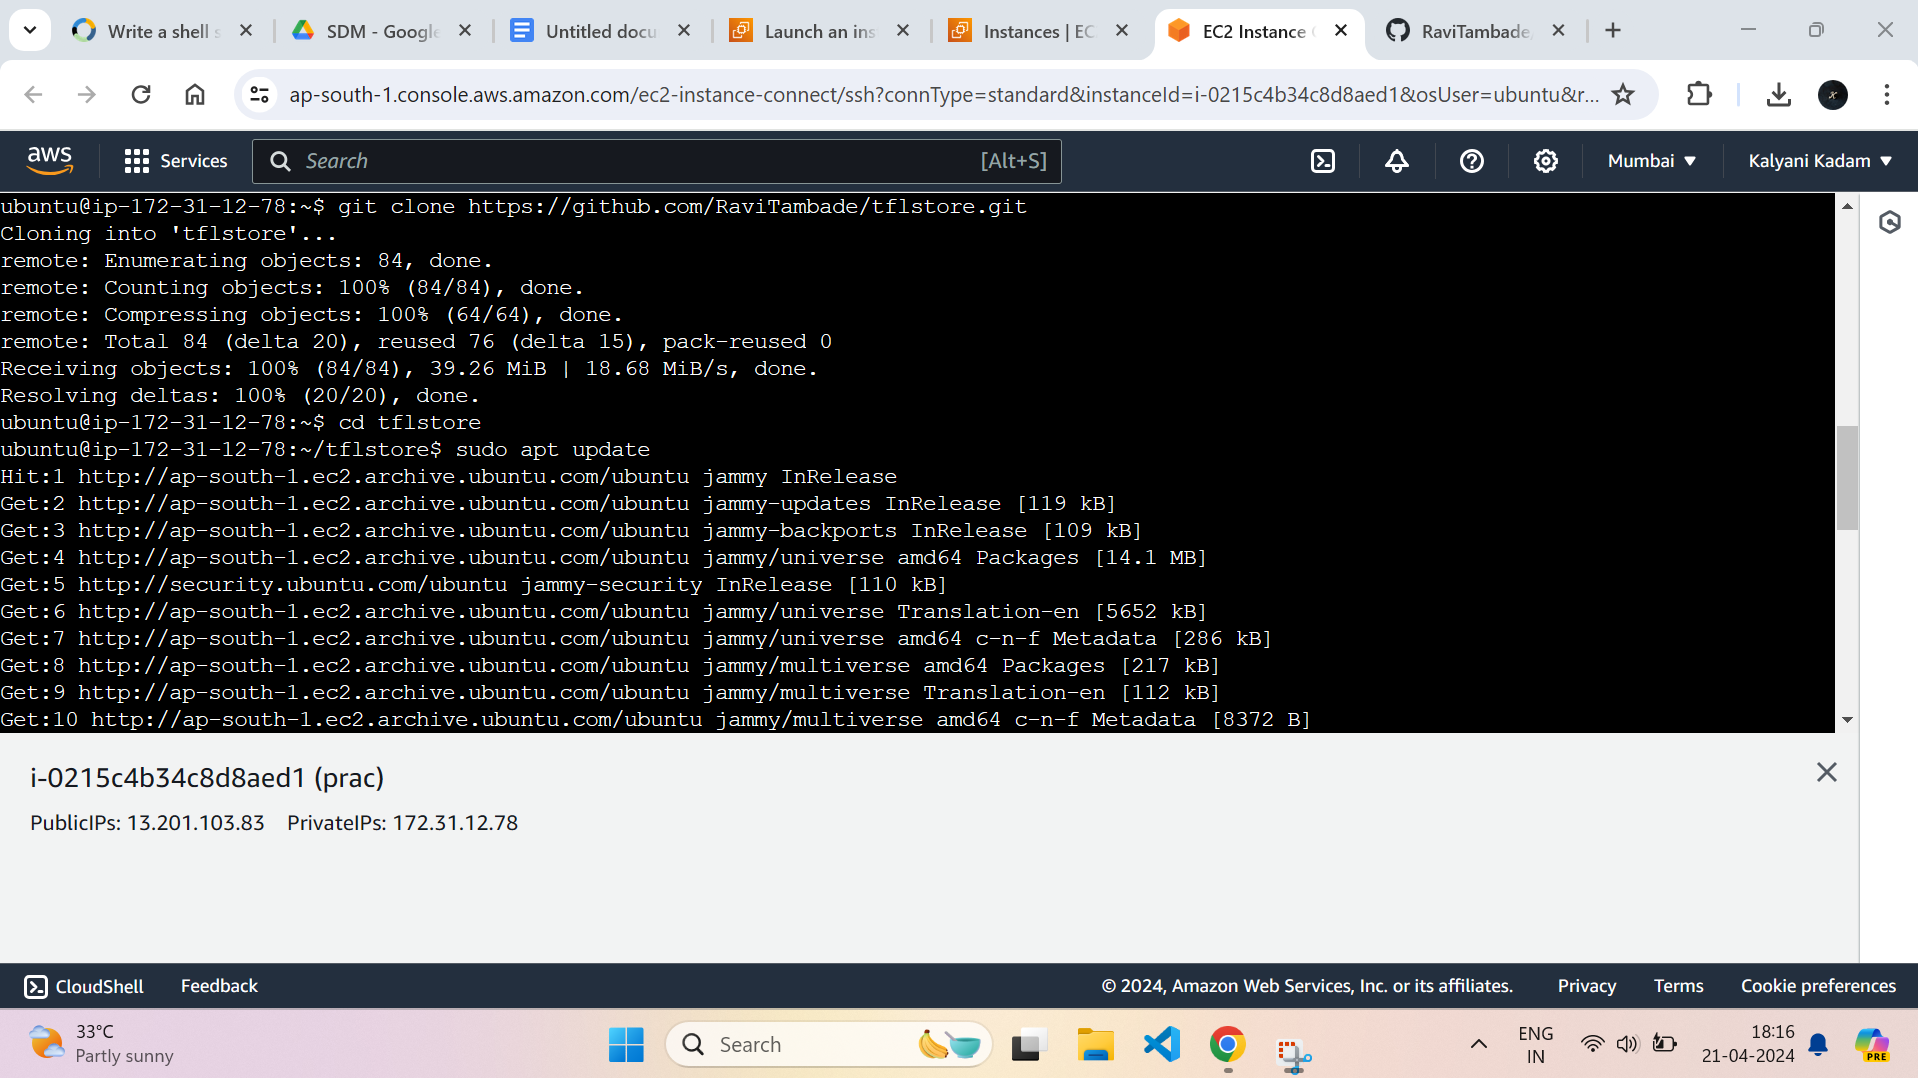 Write a shell s
SDM - Google
Untitled docu
Launch an ins
Instances | EC
EC2 Instance
RaviTambade
ap-south-1.console.aws.amazon.com/ec2-instance-connect/ssh?connType=standard&instanceId=i-0215c4b34c8d8aed1&osUser=ubuntu&r...
aws
Services
Search
[Alt+S]
Mumbai
Kalyani Kadam
ubuntu@ip-172-31-12-78:~$ git clone https://github.com/RaviTambade/tflstore.git
Cloning into 'tflstore'...
remote: Enumerating objects: 84, done.
remote: Counting objects: 100% (84/84), done.
remote: Compressing objects: 100% (64/64), done.
remote: Total 84 (delta 20), reused 76 (delta 15), pack-reused 0
Receiving objects: 100% (84/84), 39.26 MiB | 18.68 MiB/s, done.
Resolving deltas: 100% (20/20), done.
ubuntu@ip-172-31-12-78:~$ cd tflstore
ubuntu@ip-172-31-12-78:~/tflstore$ sudo apt update
Hit:1 http://ap-south-1.ec2.archive.ubuntu.com/ubuntu jammy InRelease
Get:2 http://ap-south-1.ec2.archive.ubuntu.com/ubuntu jammy-updates InRelease [119 kB]
Get:3 http://ap-south-1.ec2.archive.ubuntu.com/ubuntu jammy-backports InRelease [109 kB]
Get:4 http://ap-south-1.ec2.archive.ubuntu.com/ubuntu jammy/universe amd64 Packages [14.1 MB]
Get:5 http://security.ubuntu.com/ubuntu jammy-security InRelease [110 kB]
Get:6 http://ap-south-1.ec2.archive.ubuntu.com/ubuntu jammy/universe Translation-en [5652 kB]
Get:7 http://ap-south-1.ec2.archive.ubuntu.com/ubuntu jammy/universe amd64 c-n-f Metadata [286 kB]
Get:8 http://ap-south-1.ec2.archive.ubuntu.com/ubuntu jammy/multiverse amd64 Packages [217 kB]
Get:9 http://ap-south-1.ec2.archive.ubuntu.com/ubuntu jammy/multiverse Translation-en [112 kB]
Get:10 http://ap-south-1.ec2.archive.ubuntu.com/ubuntu jammy/multiverse amd64 c-n-f Metadata [8372 B]
i-0215c4b34c8d8aed1 (prac)
PublicIPs: 13.201.103.83 PrivateIPs: 172.31.12.78
CloudShell
Feedback
© 2024, Amazon Web Services, Inc. or its affiliates.
Privacy
Terms
Cookie preferences
33°C
Partly sunny
Search
ENG
IN
18:16
21-04-2024
PRE